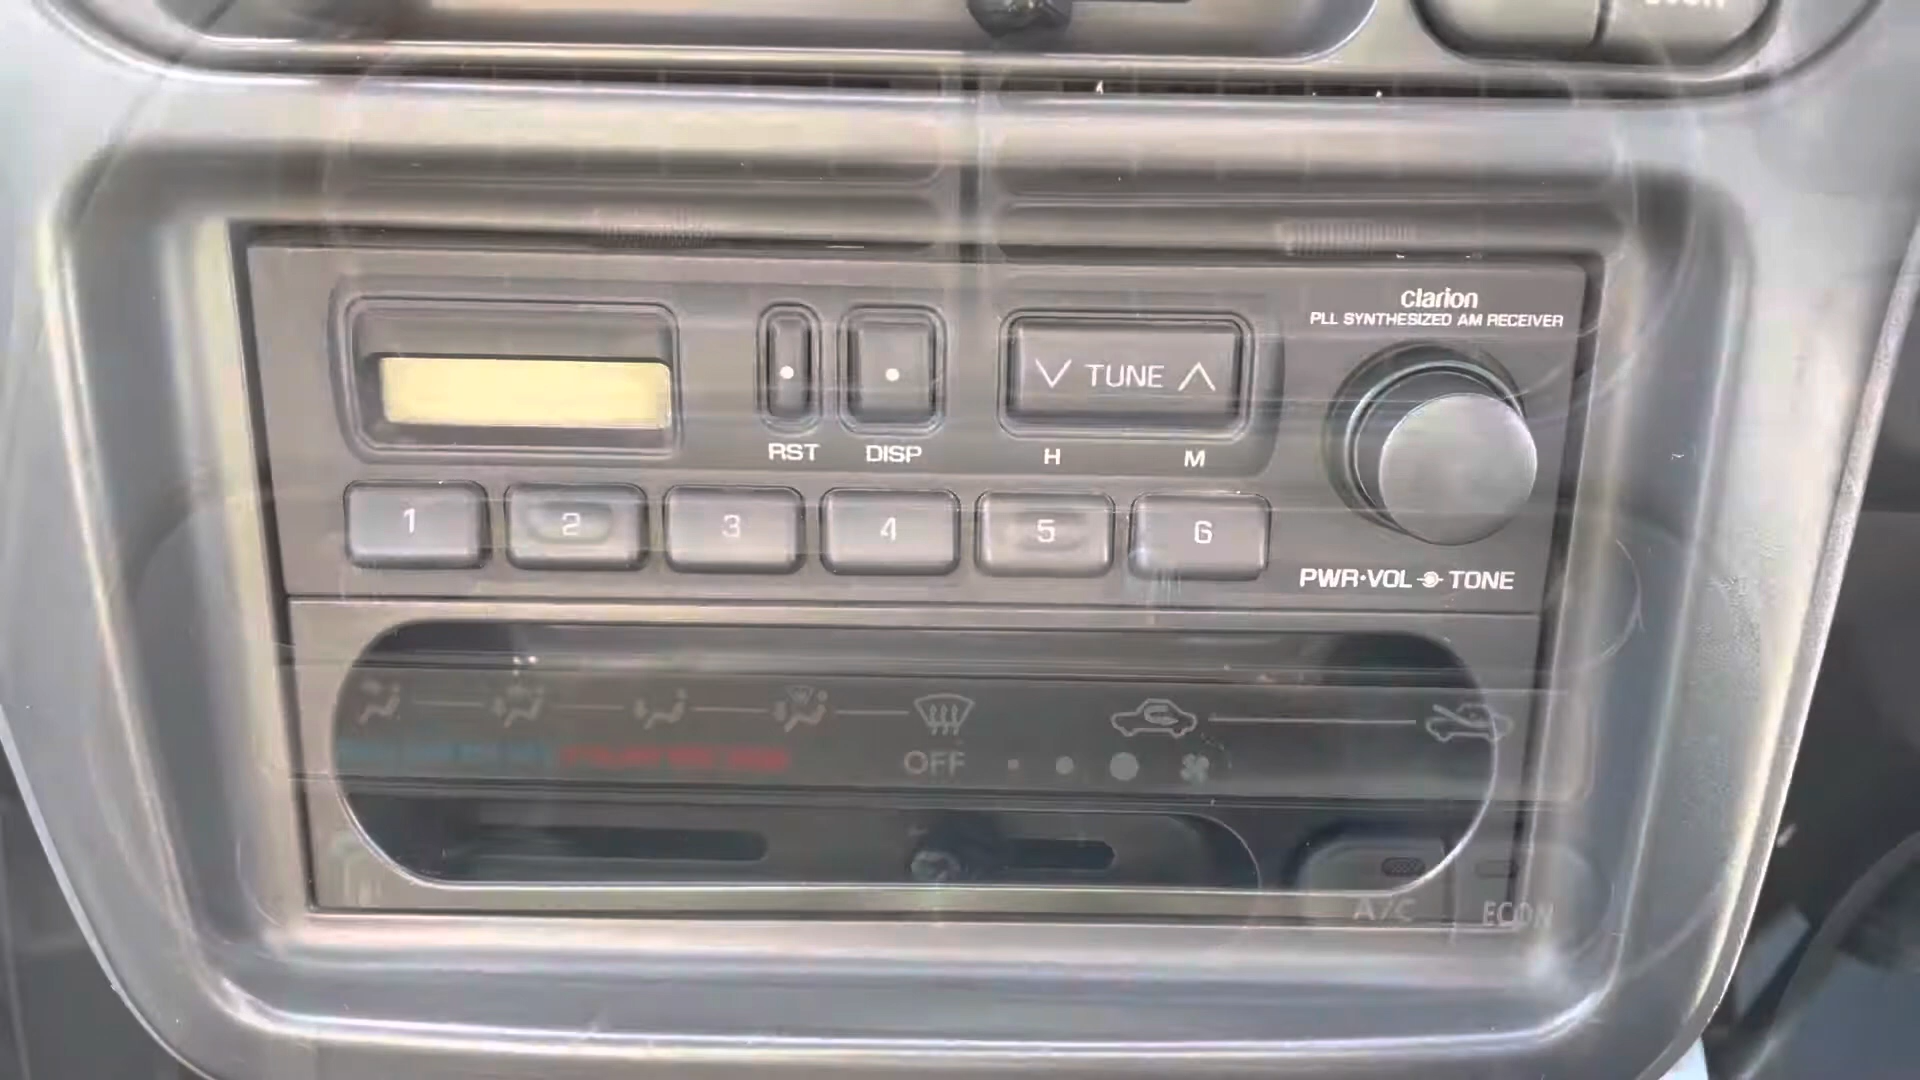 clarion
PLL SYNTHESIZED AM RECEIVER
TUNE
RST DISP H M
1 2 3 4 5 6
PWR•VOL TONE
OFF
A/C ECON